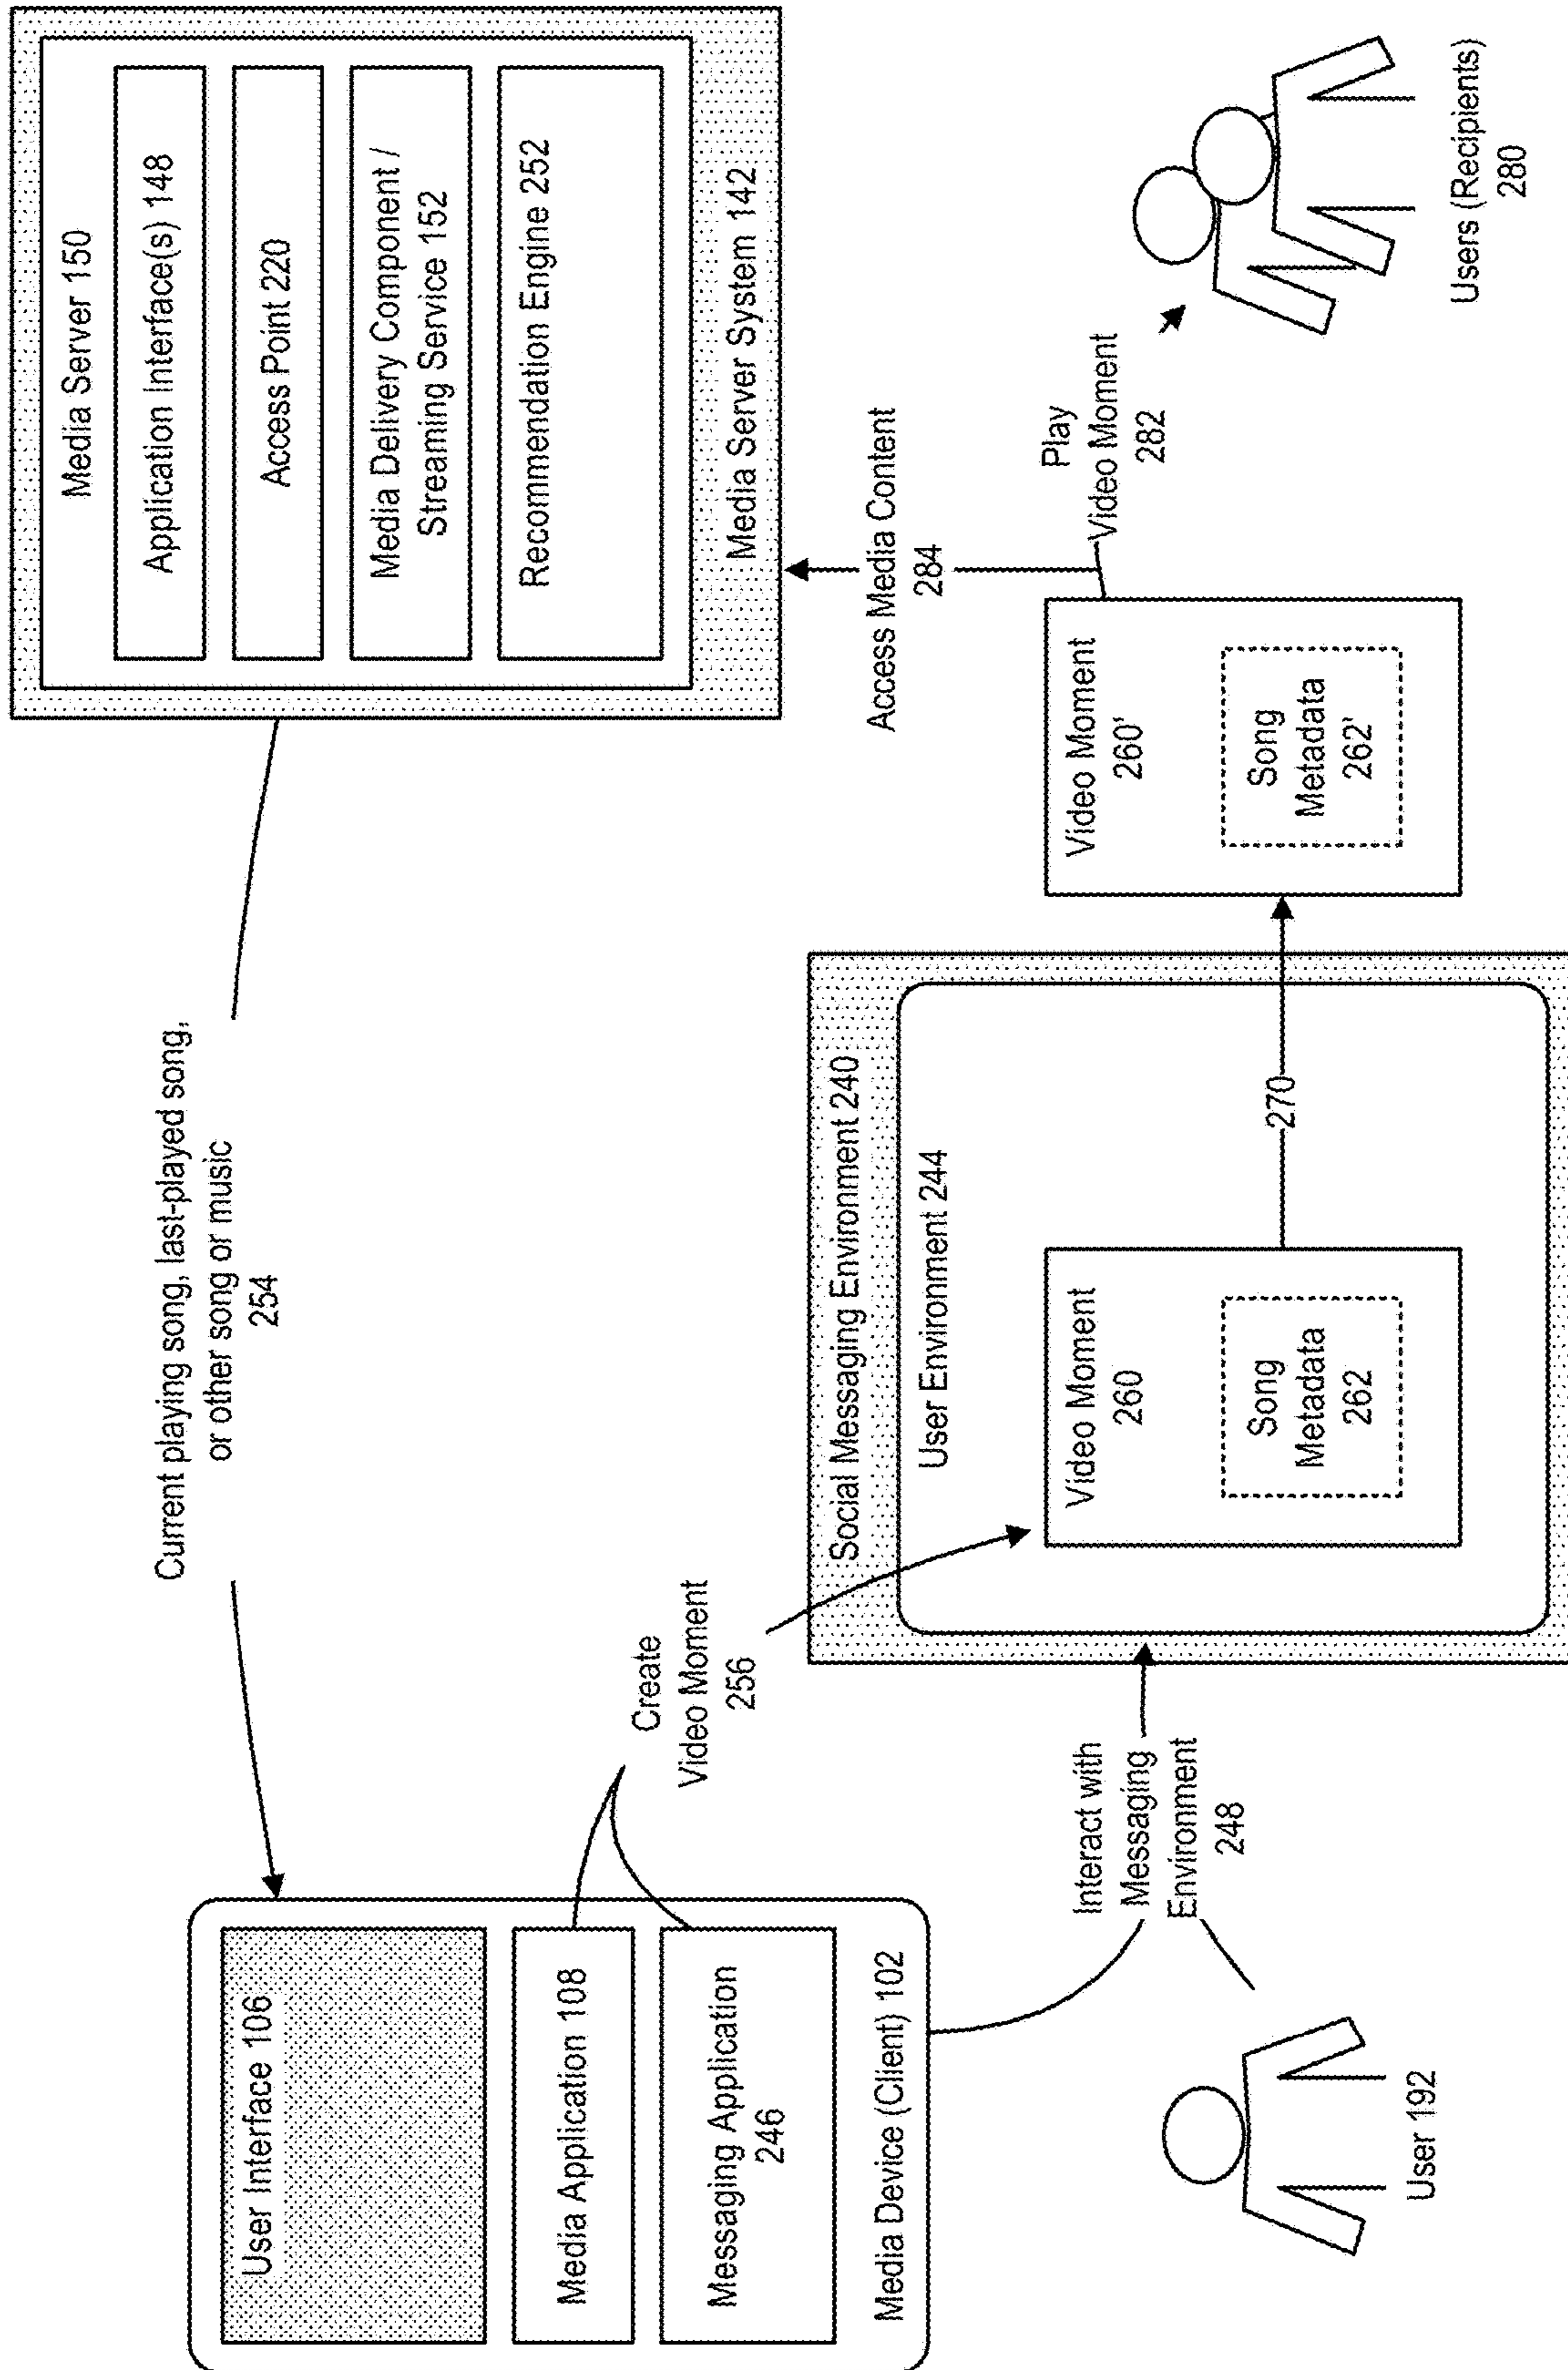 User Interface 106
Media Application 108
Messaging Application
246
Media Device (Client) 102
User 192
Current playing song, last-played song,
or other song or music
254
Create
Video Moment
256
Interact with
Messaging
Environment
248
Social Messaging Environment 240
User Environment 244
Video Moment
260
Song
Metadata
262
270
Media Server 150
Application Interface(s) 148
Access Point 220
Media Delivery Component /
Streaming Service 152
Recommendation Engine 252
Media Server System 142
Access Media Content
284
Video Moment
260'
Song
Metadata
262'
Play
Video Moment
282
Users (Recipients)
280